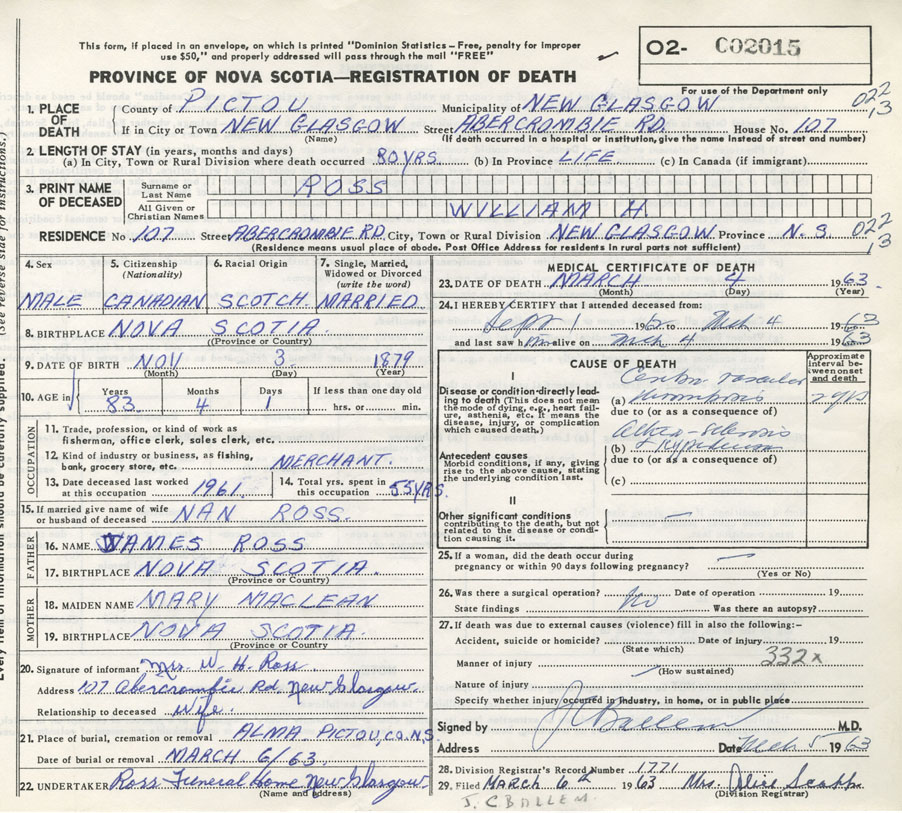 This form, if placed in an envelope, on which is printed "Dominion Statistics - Free, penalty for improper
use $50," and properly addressed will pass through the mail "FREE"
PROVINCE OF NOVA SCOTIA—REGISTRATION OF DEATH
O2- C02015
For use of the Department only
1. PLACE OF DEATH County of PICTOU Municipality of NEW GLASGOW 022
If in City or Town NEW GLASGOW Street ABERCROMBIE RD. House No. 107 13
(Name) (If death occurred in a hospital or institution, give the name instead of street and number)
2. LENGTH OF STAY (in years, months and days)
(a) In City, Town or Rural Division where death occurred 80 YRS. (b) In Province LIFE. (c) In Canada (if immigrant)
3. PRINT NAME OF DECEASED Surname or Last Name ROSS
All Given or Christian Names WILLIAM H
RESIDENCE No. 107 Street ABERCROMBIE RD. City, Town or Rural Division NEW GLASGOW Province N. S. 022
13
(Residence means usual place of abode. Post Office Address for residents in rural parts not sufficient)
4. Sex MALE
5. Citizenship (Nationality) CANADIAN
6. Racial Origin SCOTCH
7. Single, Married, Widowed or Divorced (write the word) MARRIED
8. BIRTHPLACE NOVA SCOTIA
(Province or Country)
9. DATE OF BIRTH NOV 3 1879
(Month) (Day) (Year)
10. AGE in Years 83 Months 4 Days 1 If less than one day old hrs. or min.
OCCUPATION
11. Trade, profession, or kind of work as
fisherman, office clerk, sales clerk, etc.
12. Kind of industry or business, as fishing,
bank, grocery store, etc. MERCHANT.
13. Date deceased last worked at this occupation 1961. 14. Total yrs. spent in this occupation 55 YRS.
15. If married give name of wife
or husband of deceased NAN ROSS.
FATHER
16. NAME JAMES ROSS
17. BIRTHPLACE NOVA SCOTIA.
(Province or Country)
MOTHER
18. MAIDEN NAME MARY MACLEAN
19. BIRTHPLACE NOVA SCOTIA.
(Province or Country
20. Signature of informant Mrs W. H. Ross
Address 107 Abercrombie Rd. New Glasgow.
Relationship to deceased Wife.
21. Place of burial, cremation or removal ALMA PICTOU, CO. N.S
Date of burial or removal MARCH 6/63
22. UNDERTAKER Ross Funeral Home New Glasgow
(Name and Address)
MEDICAL CERTIFICATE OF DEATH
23. DATE OF DEATH MARCH 4 1963
(Month) (Day) (Year)
24. I HEREBY CERTIFY that I attended deceased from:
Sept 1 196 to Mch 4 1963
and last saw him alive on Mch 4 1963
CAUSE OF DEATH
Approximate interval between onset and death
I
Disease or condition directly leading to death (This does not mean the mode of dying, e.g., heart failure, asthenia, etc. It means the disease, injury, or complication which caused death.)
(a) thrombosis 2 yrs
due to (or as a consequence of)
Antecedent causes
Morbid conditions, if any, giving rise to the above cause, stating the underlying condition last.
(b)
due to (or as a consequence of)
(c)
II
Other significant conditions
contributing to the death, but not related to the disease or condition causing it. —
25. If a woman, did the death occur during
pregnancy or within 90 days following pregnancy? —
(Yes or No)
26. Was there a surgical operation? No Date of operation 19
State findings Was there an autopsy?
27. If death was due to external causes (violence) fill in also the following:-
Accident, suicide or homicide? Date of injury 19
(State which)
332x
Manner of injury
(How sustained)
Nature of injury
Specify whether injury occurred in industry, in home, or in public place
Signed by J C Ballem M.D.
Address Date Mch 5 1963
28. Division Registrar's Record Number 1771
29. Filed MARCH 6th 1963 Mrs.
(Division Registrar)
J. C BALLEM
(See reverse side for instructions.)
Every item of information should be carefully supplied.